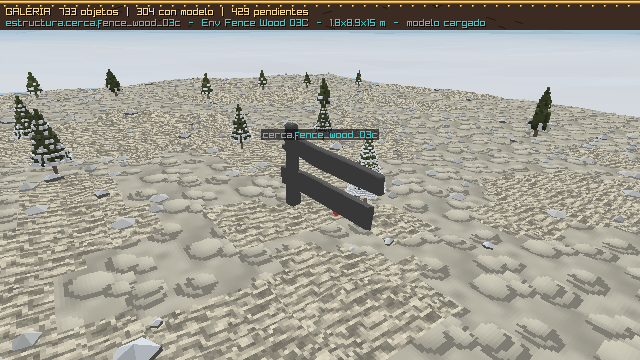 GALERÍA 733 objetos | 304 con modelo | 429 pendientes
estructura.cerca.fence_wood_03c - Env Fence Wood 03C - 1.8x8.9x15 m - modelo cargado
cerca.fence_wood_03c